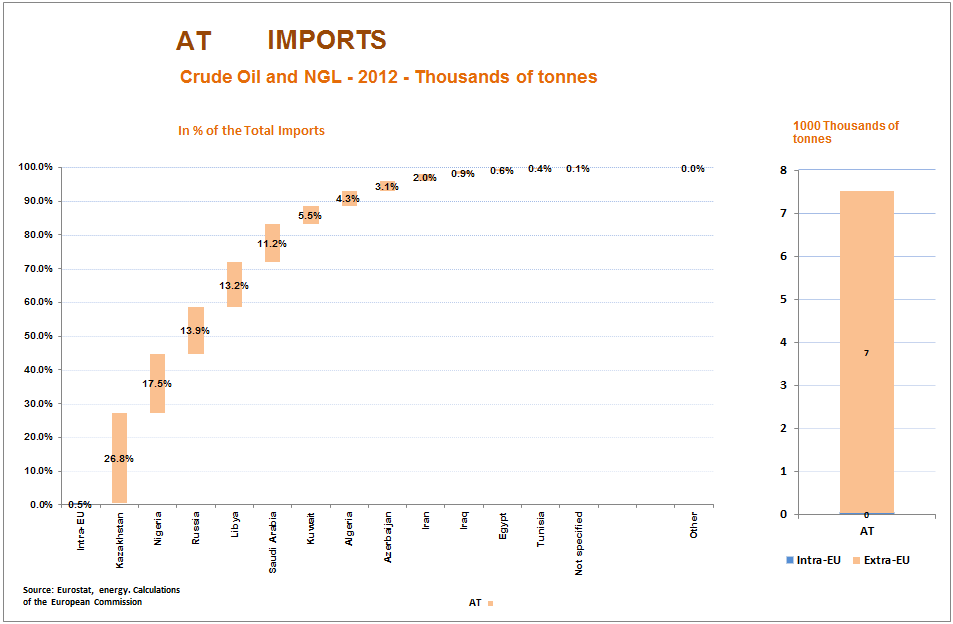 AT IMPORTS
Crude Oil and NGL - 2012 - Thousands of tonnes
In % of the Total Imports
100.0%
90.0%
80.0%
70.0%
60.0%
50.0%
40.0%
30.0%
20.0%
10.0%
0.0%
0.5%
26.8%
17.5%
13.9%
13.2%
11.2%
5.5%
4.3%
3.1%
2.0%
0.9%
0.6%
0.4%
0.1%
0.0%
Intra-EU
Kazakhstan
Nigeria
Russia
Libya
Saudi Arabia
Kuwait
Algeria
Azerbaijan
Iran
Iraq
Egypt
Tunisia
Not specified
Other
AT
Source: Eurostat, energy. Calculations
of the European Commission
1000 Thousands of
tonnes
8
7
6
5
4
3
2
1
0
7
0
AT
Intra-EU Extra-EU